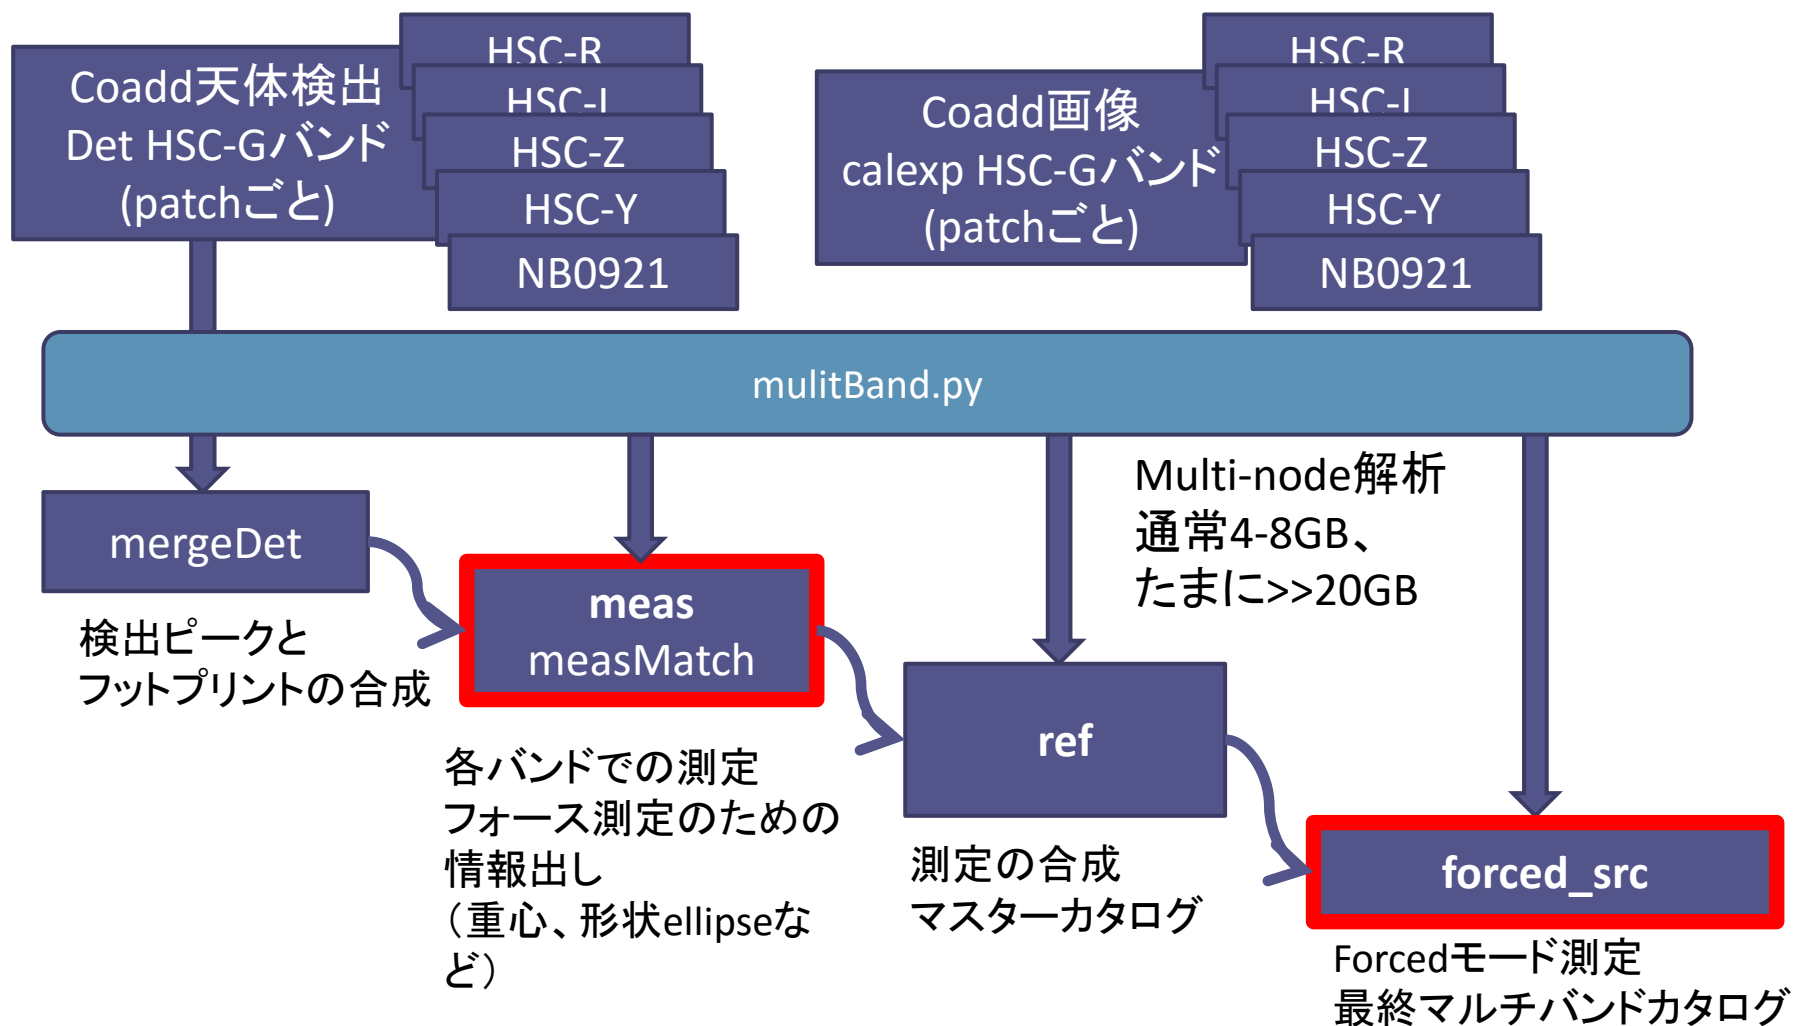 Coadd天体検出
Det HSC-Gバンド
(patchごと)
HSC-R
HSC-I
HSC-Z
HSC-Y
NB0921
Coadd画像
calexp HSC-Gバンド
(patchごと)
HSC-R
HSC-I
HSC-Z
HSC-Y
NB0921
mulitBand.py
mergeDet
検出ピークと
フットプリントの合成
meas
measMatch
各バンドでの測定
フォース測定のための
情報出し
（重心、形状ellipseな
ど）
Multi-node解析
通常4-8GB、
たまに>>20GB
ref
測定の合成
マスターカタログ
forced_src
Forcedモード測定
最終マルチバンドカタログ